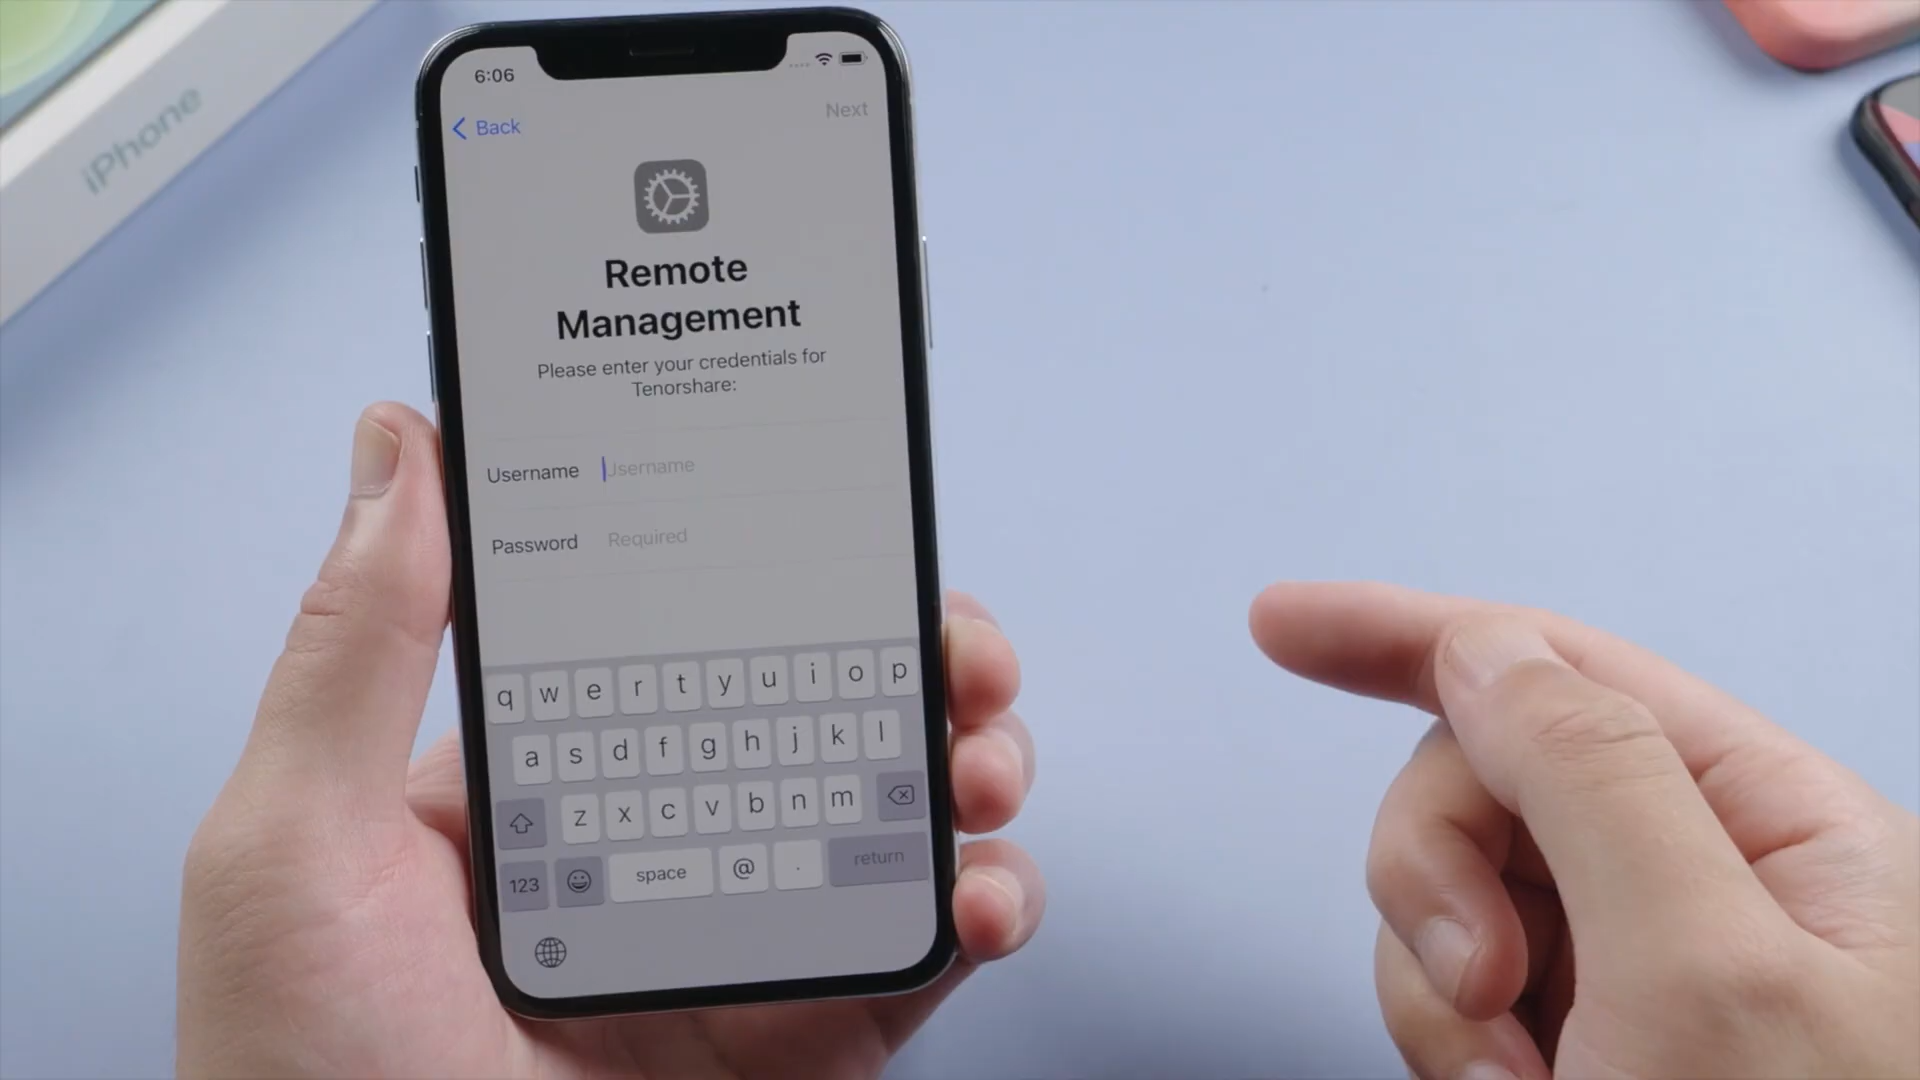 iPhone
6:06
Back
Next
Remote
Management
Please enter your credentials for
Tenorshare:
Username Username
Password Required
q w e r t y u i o p
a s d f g h j k l
z x c v b n m
123 space @ . return